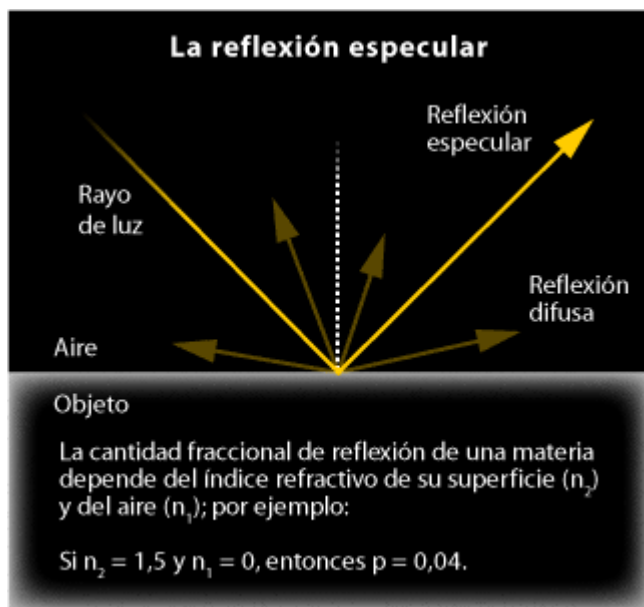 La reflexión especular
Reflexión
especular
Rayo
de luz
Reflexión
difusa
Aire
Objeto
La cantidad fraccional de reflexión de una materia
depende del índice refractivo de su superficie (n₂)
y del aire (n₁); por ejemplo:
Si n₂ = 1,5 y n₁ = 0, entonces p = 0,04.